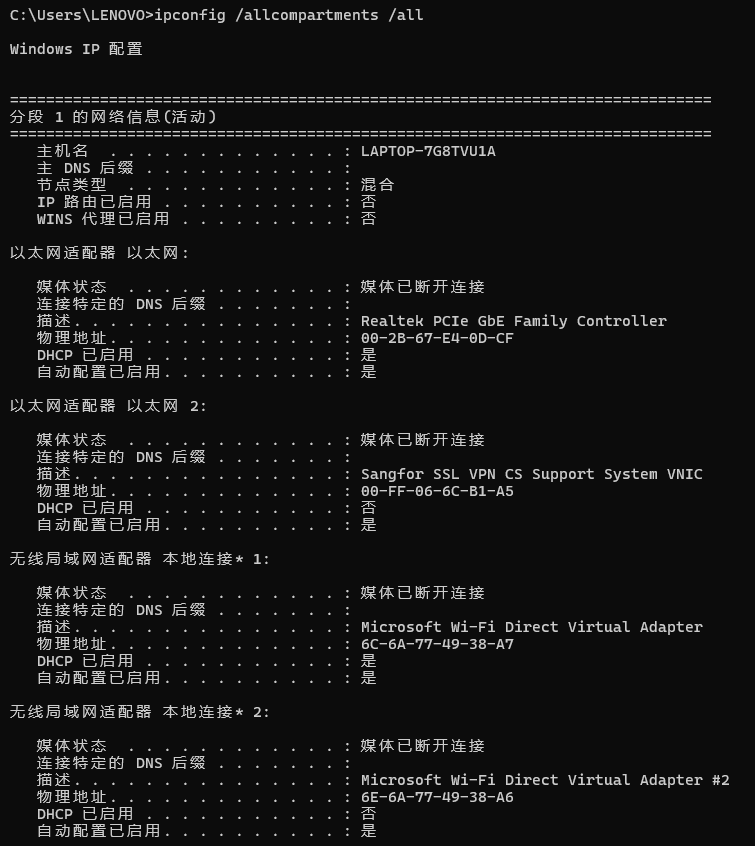 C:\Users\LENOVO>ipconfig /allcompartments /all
Windows IP 配置
==============================================================================
分段 1 的网络信息(活动)
==============================================================================
主机名 . . . . . . . . . . . . . : LAPTOP-7G8TVU1A
主 DNS 后缀 . . . . . . . . . . . :
节点类型 . . . . . . . . . . . . : 混合
IP 路由已启用 . . . . . . . . . . : 否
WINS 代理已启用 . . . . . . . . . : 否
以太网适配器 以太网:
媒体状态 . . . . . . . . . . . . : 媒体已断开连接
连接特定的 DNS 后缀 . . . . . . . :
描述. . . . . . . . . . . . . . . : Realtek PCIe GbE Family Controller
物理地址. . . . . . . . . . . . . : 00-2B-67-E4-0D-CF
DHCP 已启用 . . . . . . . . . . . : 是
自动配置已启用. . . . . . . . . . : 是
以太网适配器 以太网 2:
媒体状态 . . . . . . . . . . . . : 媒体已断开连接
连接特定的 DNS 后缀 . . . . . . . :
描述. . . . . . . . . . . . . . . : Sangfor SSL VPN CS Support System VNIC
物理地址. . . . . . . . . . . . . : 00-FF-06-6C-B1-A5
DHCP 已启用 . . . . . . . . . . . : 否
自动配置已启用. . . . . . . . . . : 是
无线局域网适配器 本地连接* 1:
媒体状态 . . . . . . . . . . . . : 媒体已断开连接
连接特定的 DNS 后缀 . . . . . . . :
描述. . . . . . . . . . . . . . . : Microsoft Wi-Fi Direct Virtual Adapter
物理地址. . . . . . . . . . . . . : 6C-6A-77-49-38-A7
DHCP 已启用 . . . . . . . . . . . : 是
自动配置已启用. . . . . . . . . . : 是
无线局域网适配器 本地连接* 2:
媒体状态 . . . . . . . . . . . . : 媒体已断开连接
连接特定的 DNS 后缀 . . . . . . . :
描述. . . . . . . . . . . . . . . : Microsoft Wi-Fi Direct Virtual Adapter #2
物理地址. . . . . . . . . . . . . : 6E-6A-77-49-38-A6
DHCP 已启用 . . . . . . . . . . . : 否
自动配置已启用. . . . . . . . . . : 是